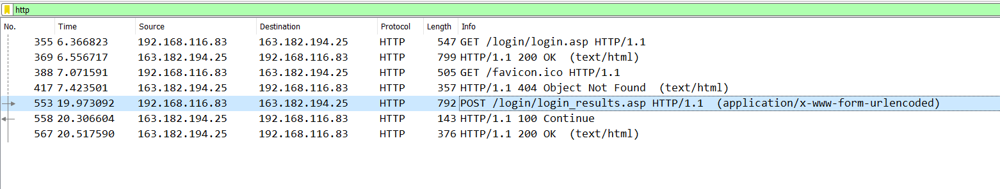 http
No. Time Source Destination Protocol Length Info
355 6.366823 192.168.116.83 163.182.194.25 HTTP 547 GET /login/login.asp HTTP/1.1
369 6.556717 163.182.194.25 192.168.116.83 HTTP 799 HTTP/1.1 200 OK (text/html)
388 7.071591 192.168.116.83 163.182.194.25 HTTP 505 GET /favicon.ico HTTP/1.1
417 7.423501 163.182.194.25 192.168.116.83 HTTP 357 HTTP/1.1 404 Object Not Found (text/html)
553 19.973092 192.168.116.83 163.182.194.25 HTTP 792 POST /login/login_results.asp HTTP/1.1 (application/x-www-form-urlencoded)
558 20.306604 163.182.194.25 192.168.116.83 HTTP 143 HTTP/1.1 100 Continue
567 20.517590 163.182.194.25 192.168.116.83 HTTP 376 HTTP/1.1 200 OK (text/html)